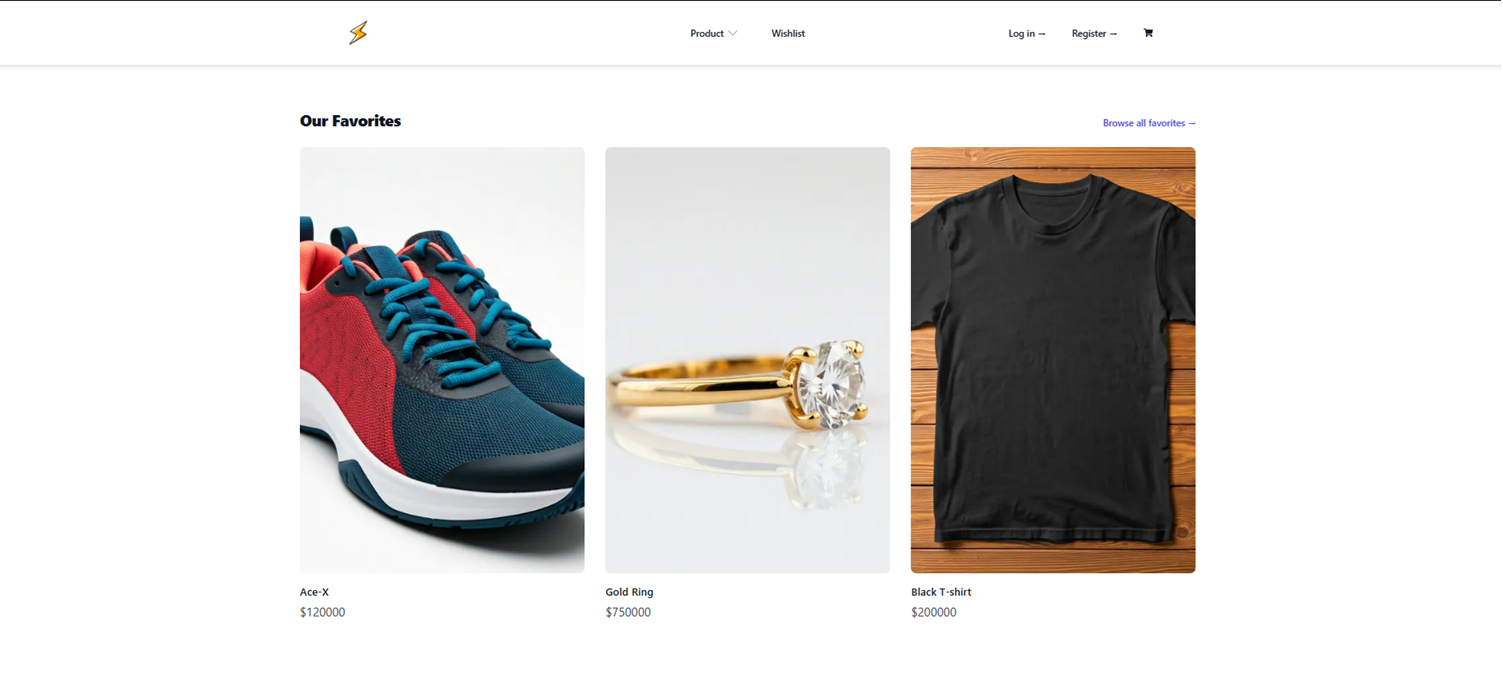 Product
Wishlist
Log in →
Register →
Our Favorites
Browse all favorites →
Ace-X
$120000
Gold Ring
$750000
Black T-shirt
$200000